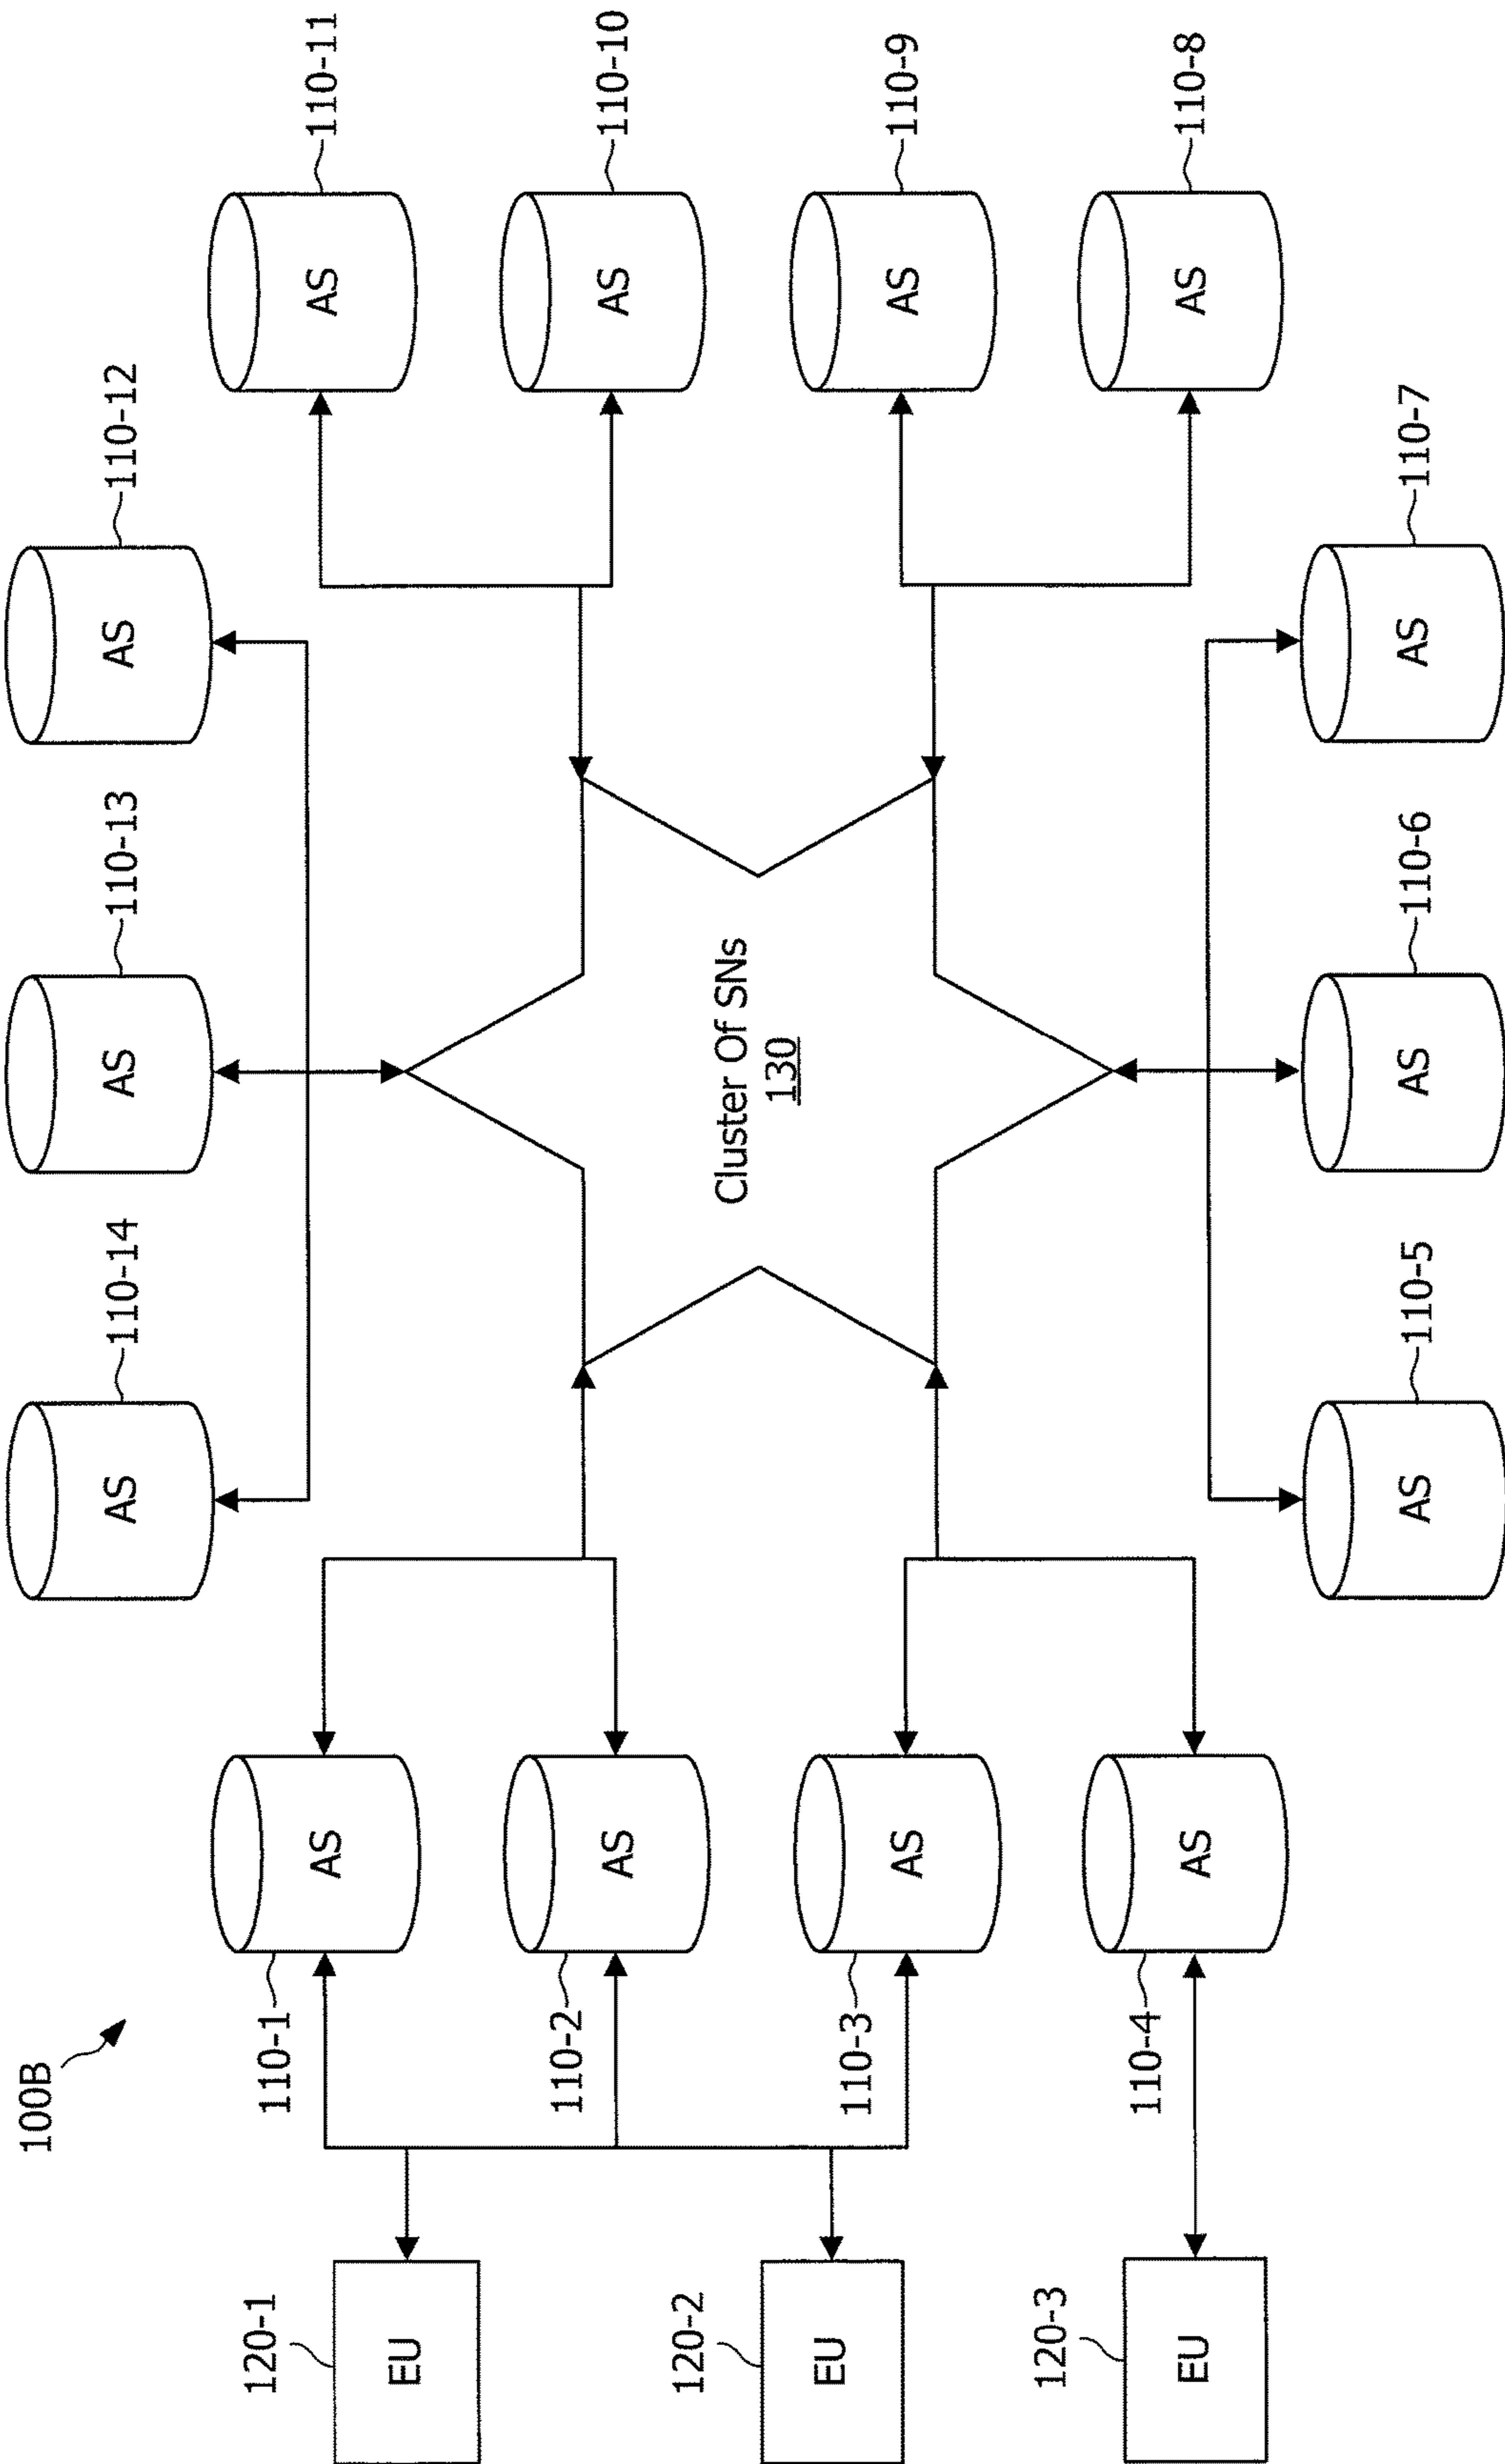 100B
AS
110-14
AS
110-13
AS
110-12
120-1
110-1
AS
AS
110-11
EU
110-2
AS
AS
110-10
120-2
Cluster Of SNs
130
EU
110-3
AS
AS
110-9
120-3
110-4
EU
AS
AS
110-8
AS
110-5
AS
110-6
AS
110-7